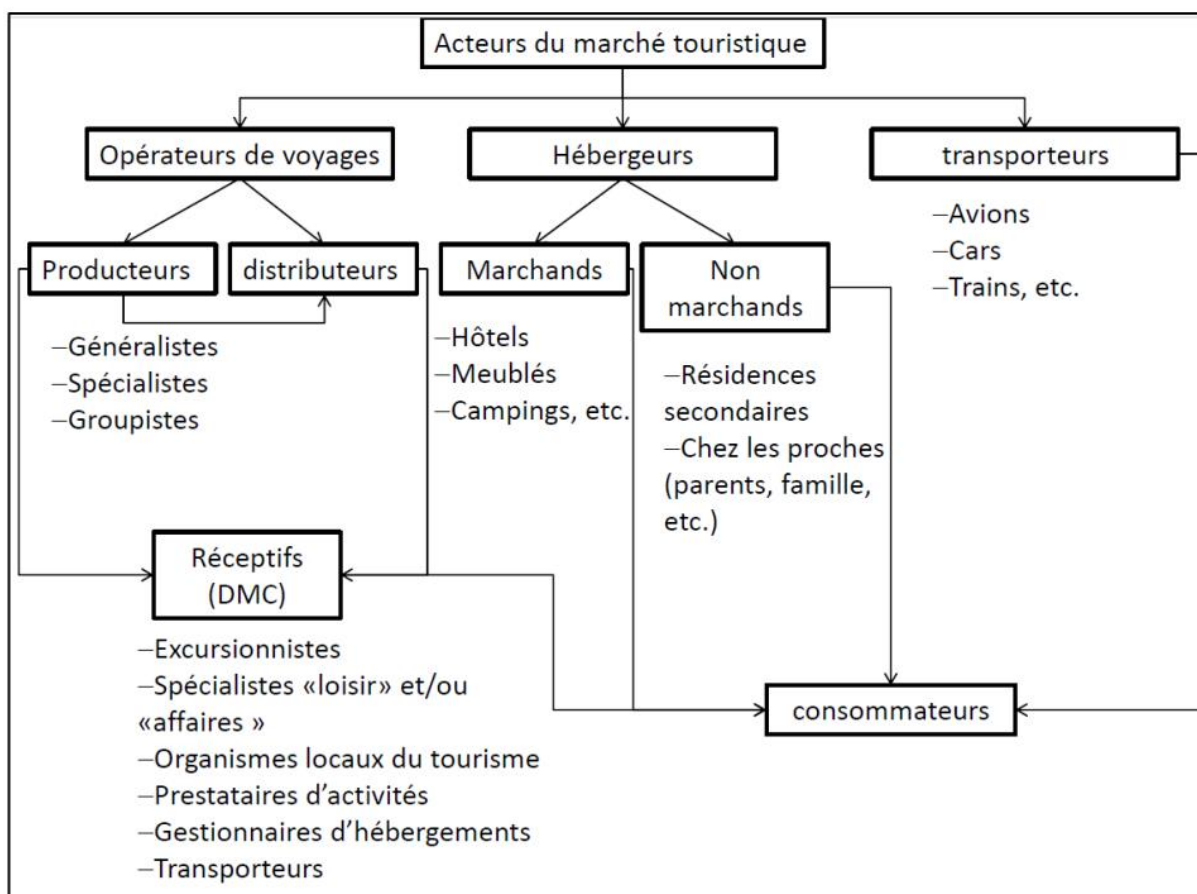 Acteurs du marché touristique
Opérateurs de voyages
Hébergeurs
transporteurs
–Avions
–Cars
–Trains, etc.
Producteurs
distributeurs
Marchands
Non
marchands
–Généralistes
–Spécialistes
–Groupistes
–Hôtels
–Meublés
–Campings, etc.
–Résidences
secondaires
–Chez les proches
(parents, famille,
etc.)
Réceptifs
(DMC)
–Excursionnistes
–Spécialistes «loisir» et/ou
«affaires »
–Organismes locaux du tourisme
–Prestataires d’activités
–Gestionnaires d’hébergements
–Transporteurs
consommateurs